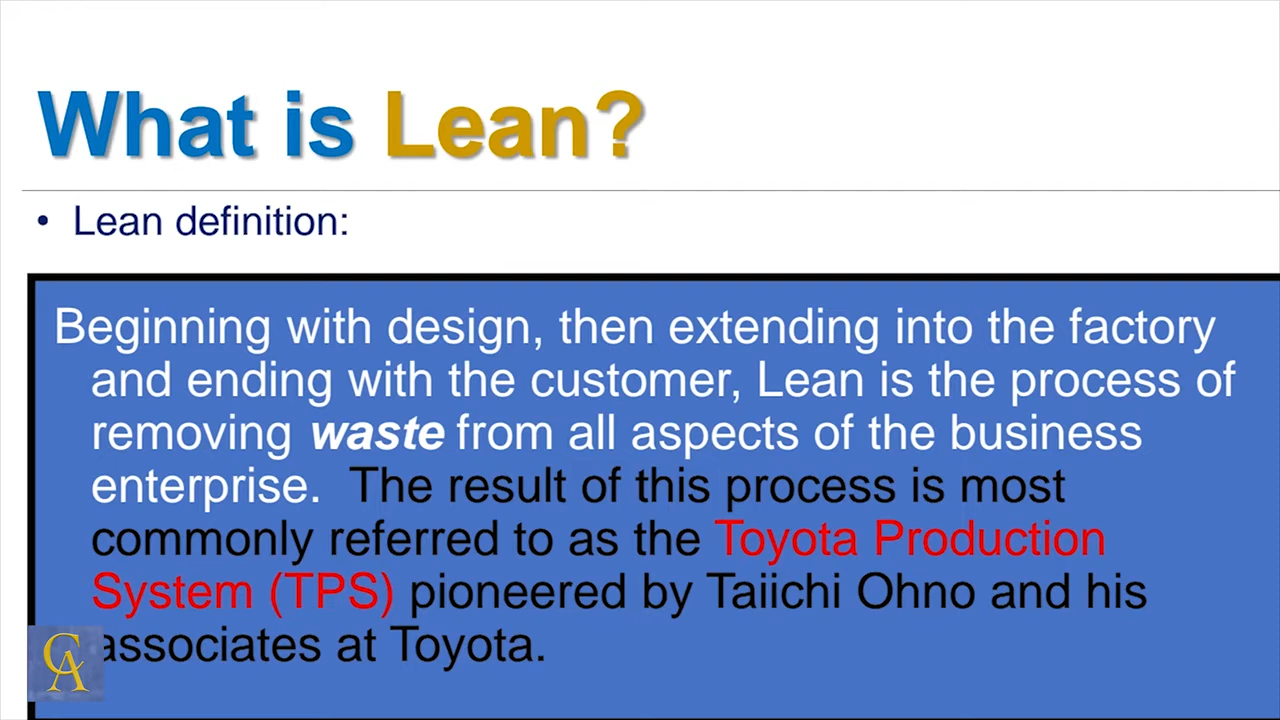 What is Lean?
• Lean definition:
Beginning with design, then extending into the factory
and ending with the customer, Lean is the process of
removing waste from all aspects of the business
enterprise. The result of this process is most
commonly referred to as the Toyota Production
System (TPS) pioneered by Taiichi Ohno and his
associates at Toyota.
CA